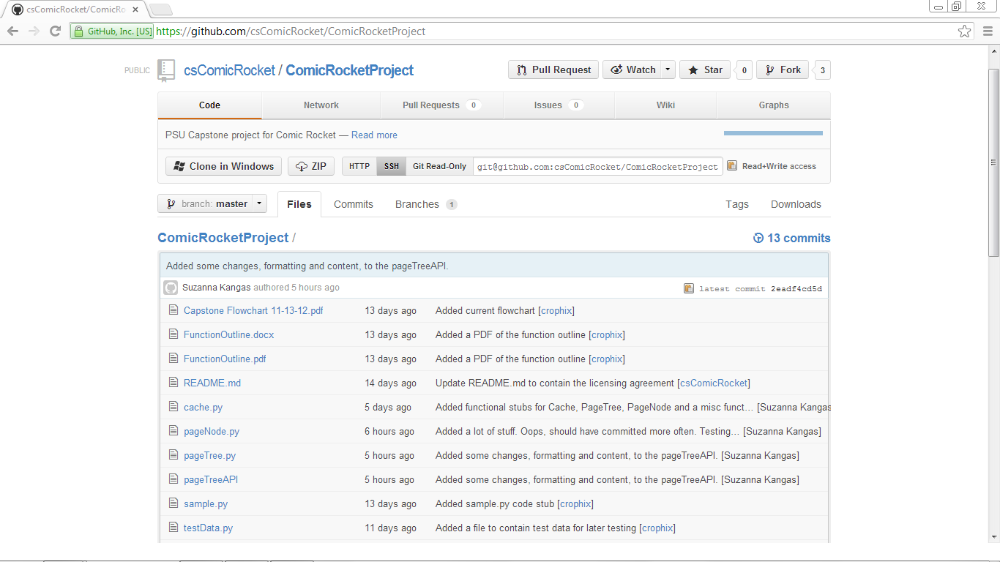 csComicRocket/ComicRo
GitHub, Inc. [US] https://github.com/csComicRocket/ComicRocketProject
PUBLIC csComicRocket / ComicRocketProject Pull Request Watch Star 0 Fork 3
Code Network Pull Requests 0 Issues 0 Wiki Graphs
PSU Capstone project for Comic Rocket — Read more
Clone in Windows ZIP HTTP SSH Git Read-Only git@github.com:csComicRocket/ComicRocketProject Read+Write access
branch: master Files Commits Branches 1 Tags Downloads
ComicRocketProject / 13 commits
Added some changes, formatting and content, to the pageTreeAPI.
Suzanna Kangas authored 5 hours ago latest commit 2eadf4cd5d
Capstone Flowchart 11-13-12.pdf 13 days ago Added current flowchart [crophix]
FunctionOutline.docx 13 days ago Added a PDF of the function outline [crophix]
FunctionOutline.pdf 13 days ago Added a PDF of the function outline [crophix]
README.md 14 days ago Update README.md to contain the licensing agreement [csComicRocket]
cache.py 5 days ago Added functional stubs for Cache, PageTree, PageNode and a misc funct... [Suzanna Kangas
pageNode.py 6 hours ago Added a lot of stuff. Oops, should have committed more often. Testing... [Suzanna Kangas]
pageTree.py 5 hours ago Added some changes, formatting and content, to the pageTreeAPI. [Suzanna Kangas]
pageTreeAPI 5 hours ago Added some changes, formatting and content, to the pageTreeAPI. [Suzanna Kangas]
sample.py 13 days ago Added sample.py code stub [crophix]
testData.py 11 days ago Added a file to contain test data for later testing [crophix]